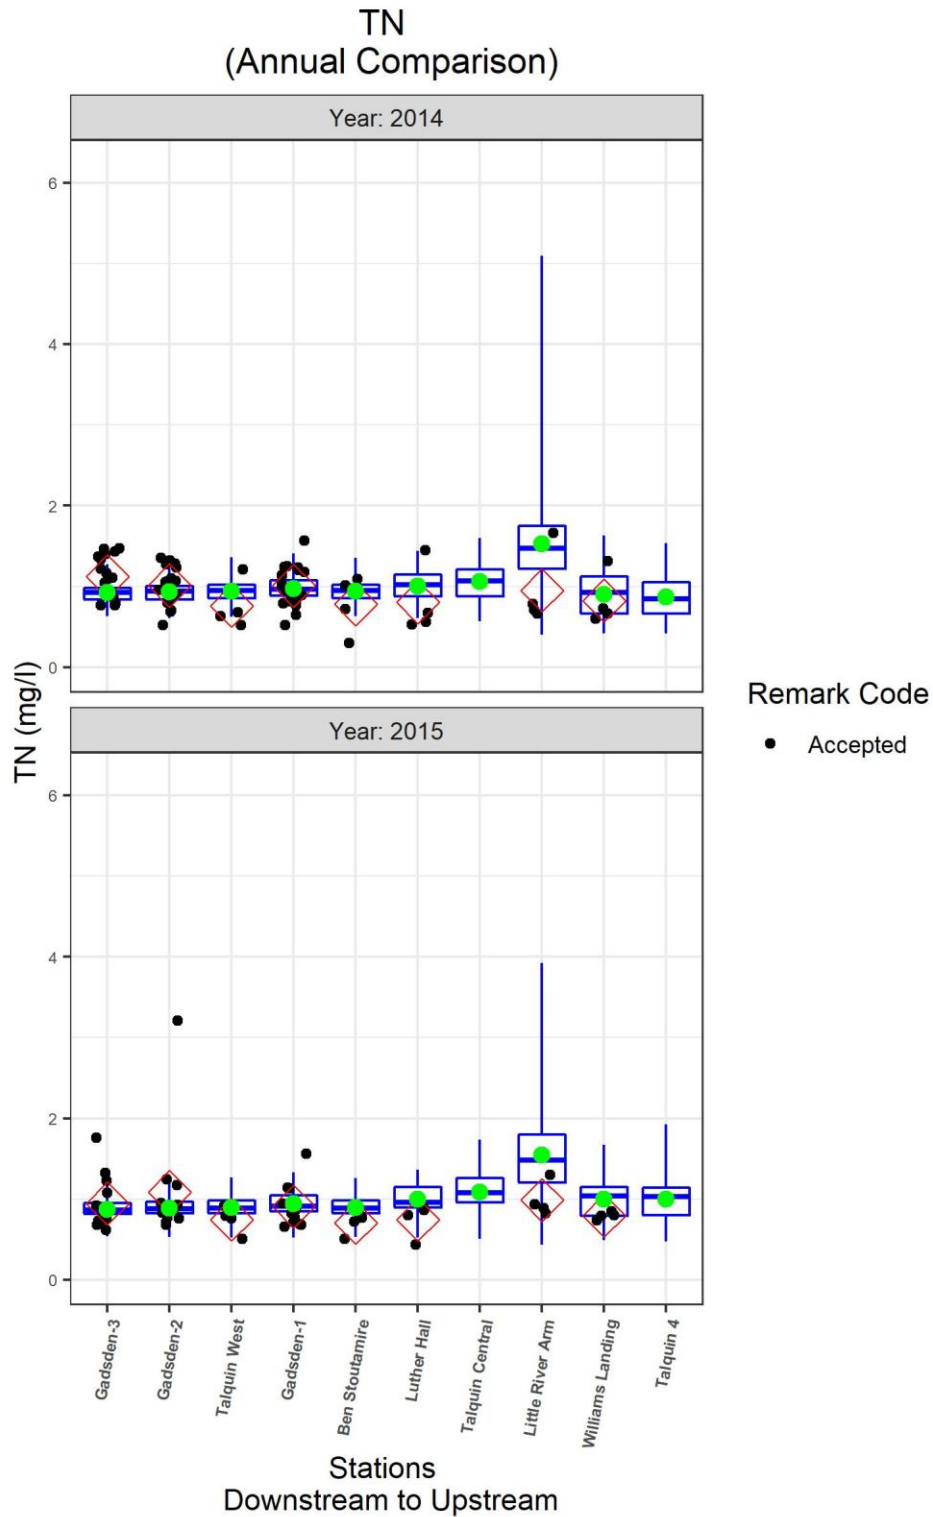 TN
(Annual Comparison)
Year: 2014
6
4
2
0
TN (mg/l)
Year: 2015
6
4
2
0
Gadsden-3
Gadsden-2
Talquin West
Gadsden-1
Ben Stoutamire
Luther Hall
Talquin Central
Little River Arm
Williams Landing
Talquin 4
Stations
Downstream to Upstream
Remark Code
Accepted